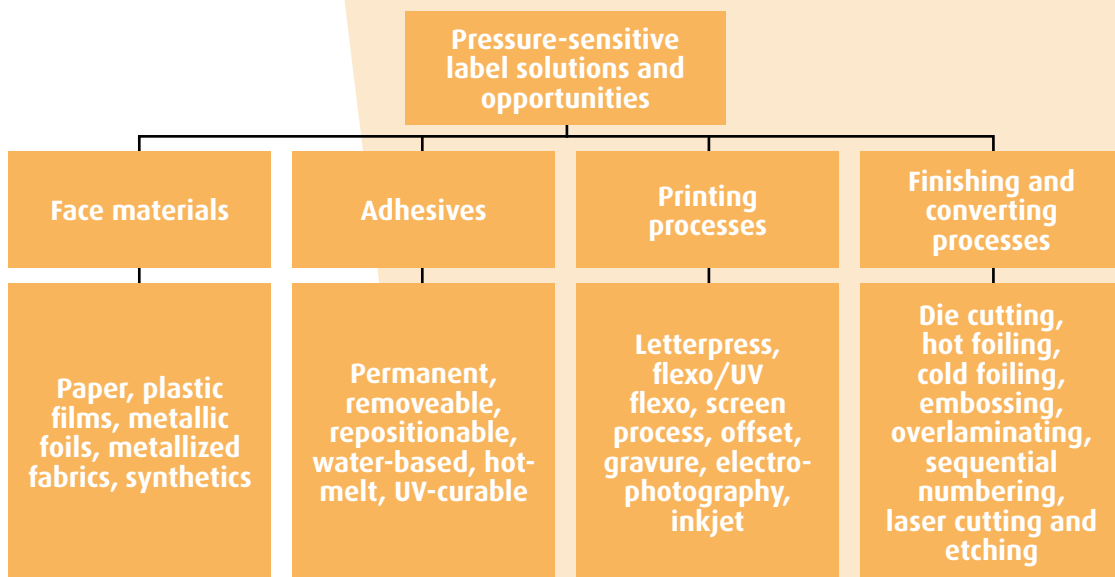 Pressure-sensitive
label solutions and
opportunities
Face materials
Adhesives
Printing
processes
Finishing and
converting
processes
Paper, plastic
films, metallic
foils, metallized
fabrics, synthetics
Permanent,
removeable,
repositionable,
water-based, hot-
melt, UV-curable
Letterpress,
flexo/UV
flexo, screen
process, offset,
gravure, electro-
photography,
inkjet
Die cutting,
hot foiling,
cold foiling,
embossing,
overlaminating,
sequential
numbering,
laser cutting and
etching